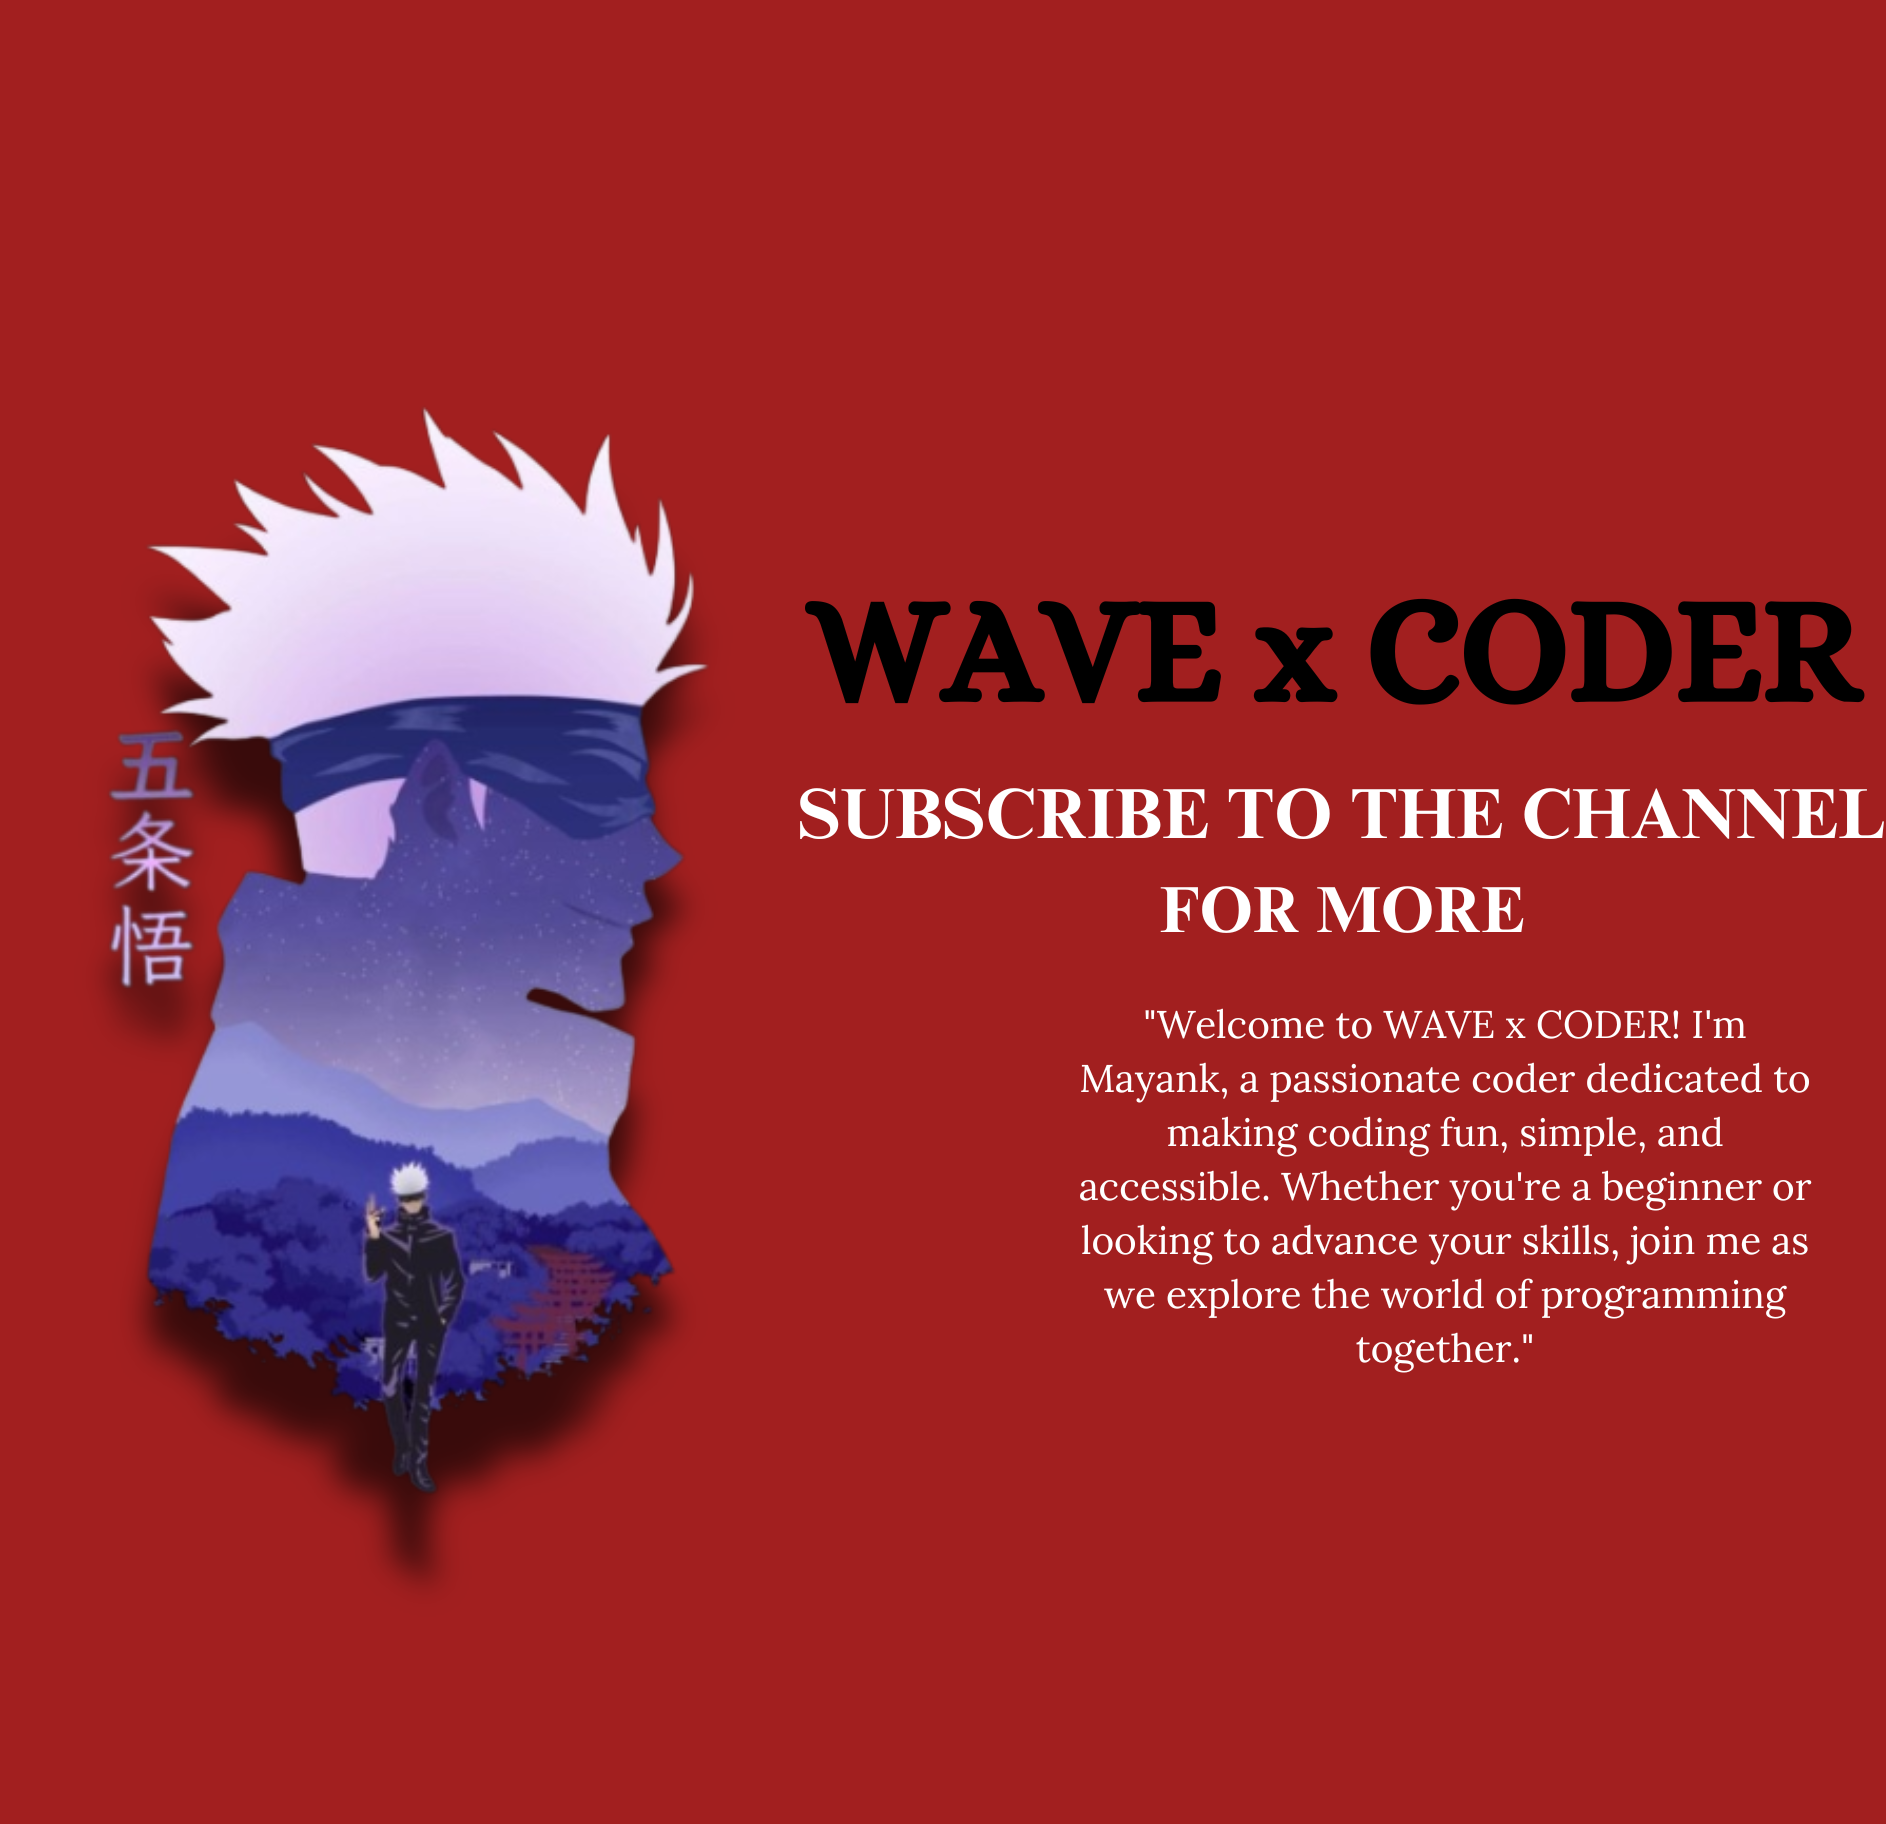 五
条
悟
WAVE x CODER
SUBSCRIBE TO THE CHANNEL
FOR MORE
"Welcome to WAVE x CODER! I'm
Mayank, a passionate coder dedicated to
making coding fun, simple, and
accessible. Whether you're a beginner or
looking to advance your skills, join me as
we explore the world of programming
together."